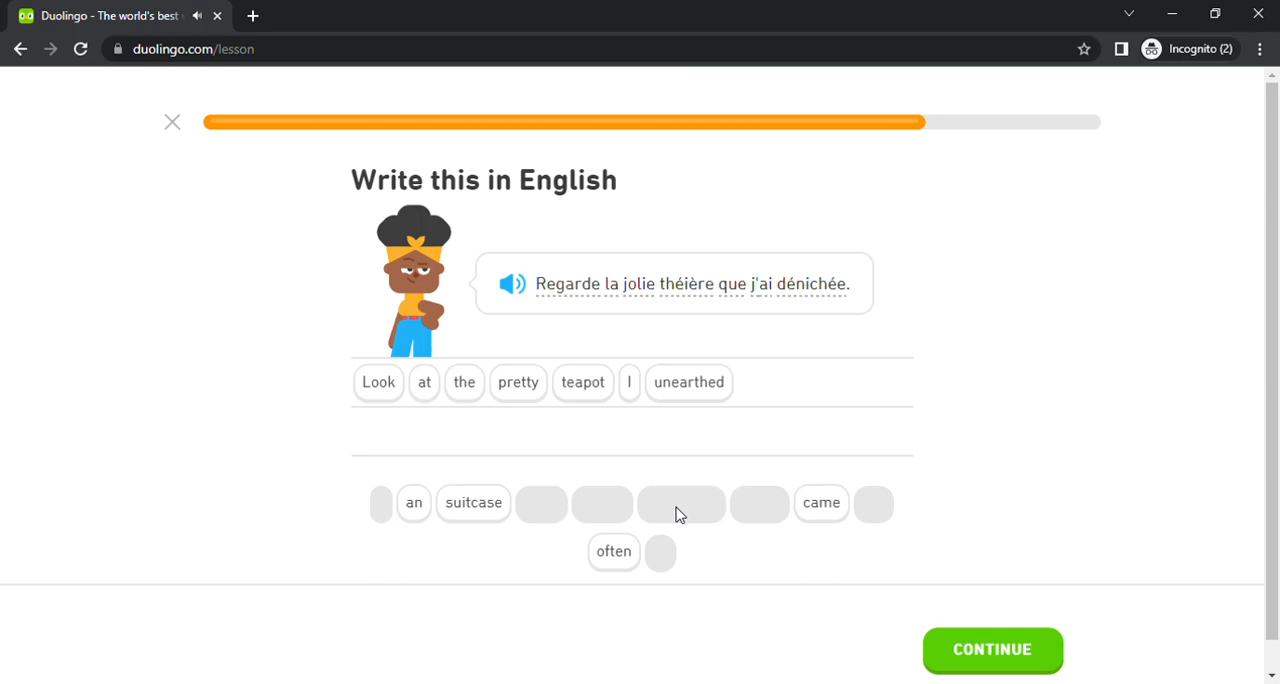 Duolingo - The world's best
duolingo.com/lesson
Incognito (2)
Write this in English
Regarde la jolie théière que j'ai dénichée.
Look at the pretty teapot I unearthed
an suitcase came
often
CONTINUE